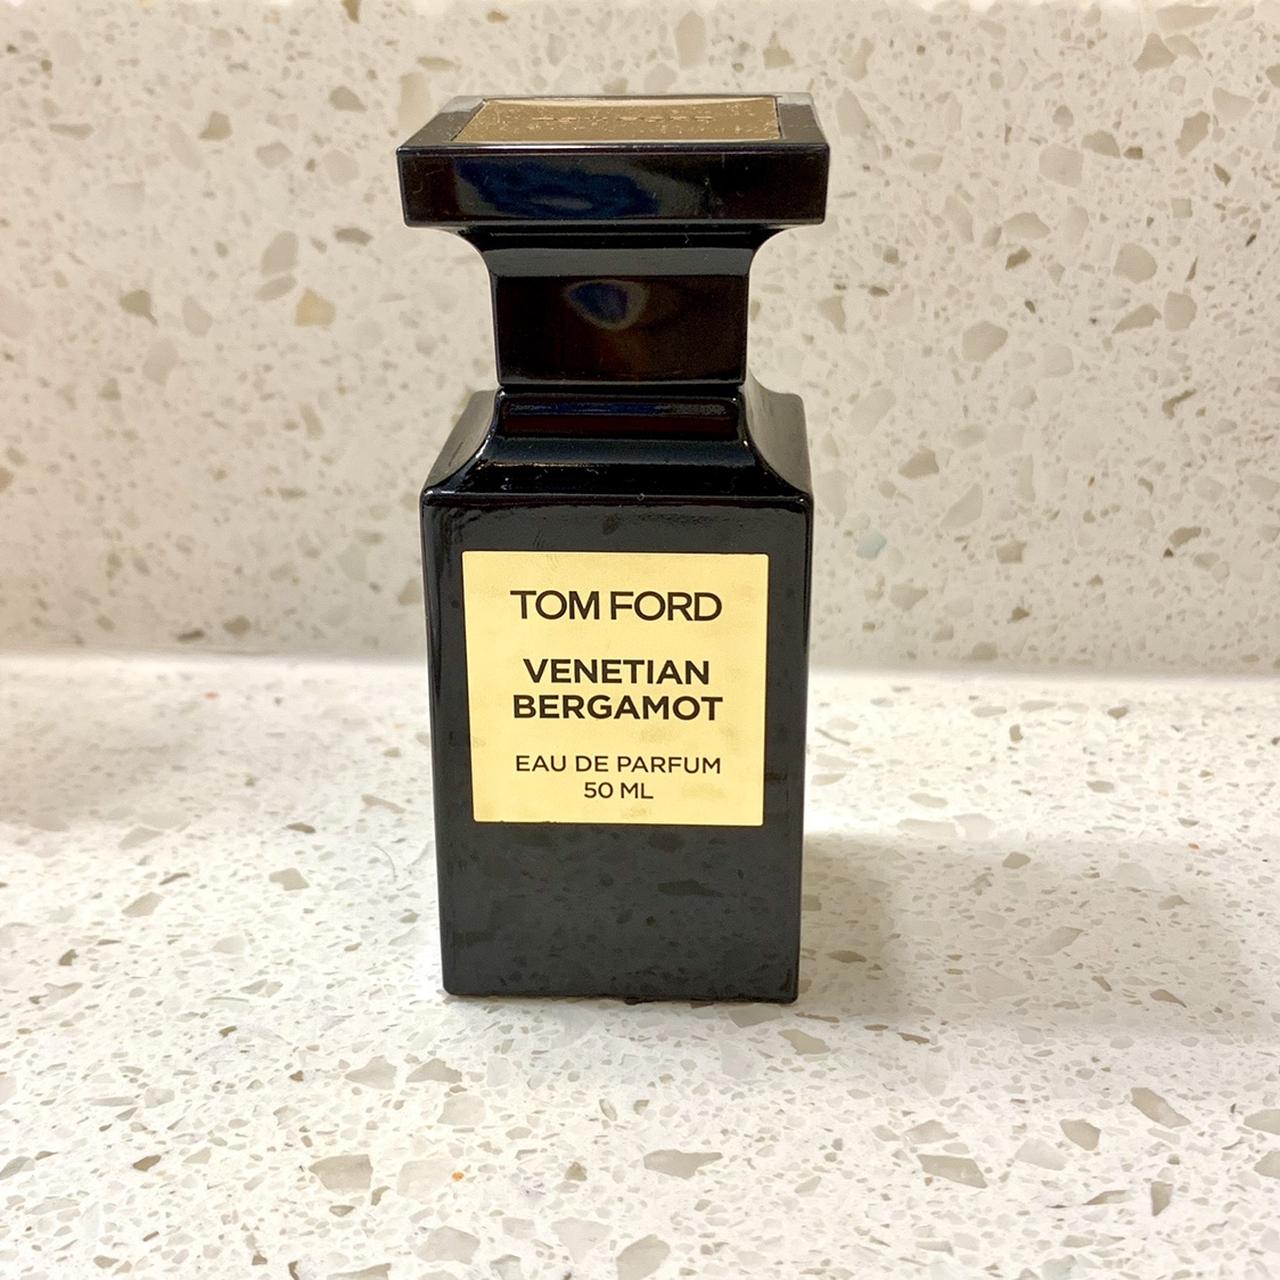 TOM FORD
VENETIAN
BERGAMOT
EAU DE PARFUM
50 ML